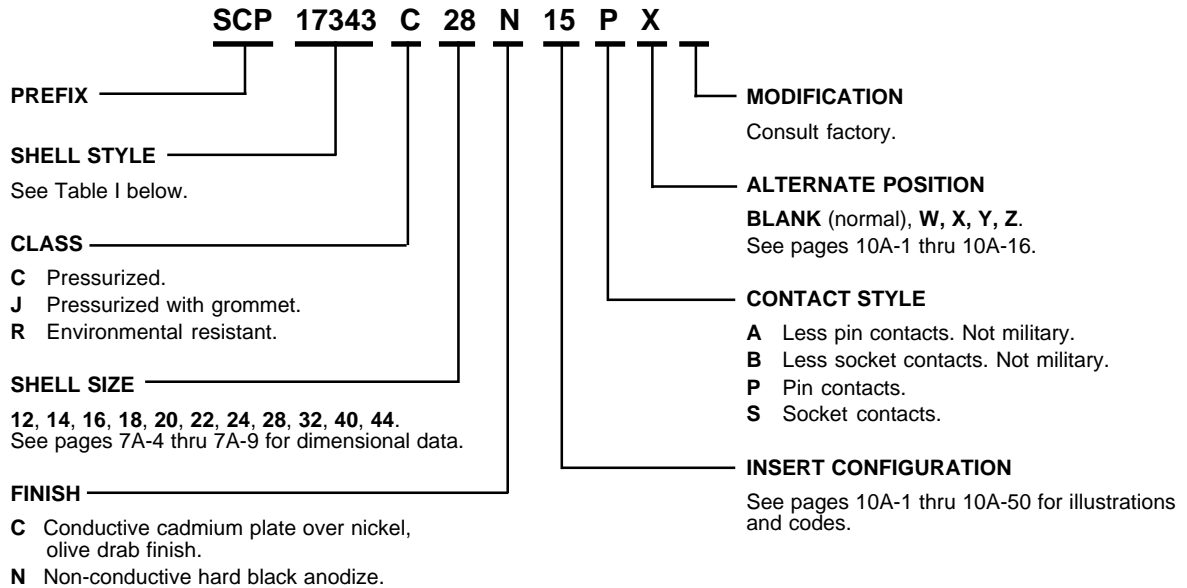 SCP 17343 C 28 N 15 P X
PREFIX
SHELL STYLE
See Table I below.
CLASS
C Pressurized.
J Pressurized with grommet.
R Environmental resistant.
SHELL SIZE
12, 14, 16, 18, 20, 22, 24, 28, 32, 40, 44.
See pages 7A-4 thru 7A-9 for dimensional data.
FINISH
C Conductive cadmium plate over nickel,
olive drab finish.
N Non-conductive hard black anodize.
MODIFICATION
Consult factory.
ALTERNATE POSITION
BLANK (normal), W, X, Y, Z.
See pages 10A-1 thru 10A-16.
CONTACT STYLE
A Less pin contacts. Not military.
B Less socket contacts. Not military.
P Pin contacts.
S Socket contacts.
INSERT CONFIGURATION
See pages 10A-1 thru 10A-50 for illustrations
and codes.